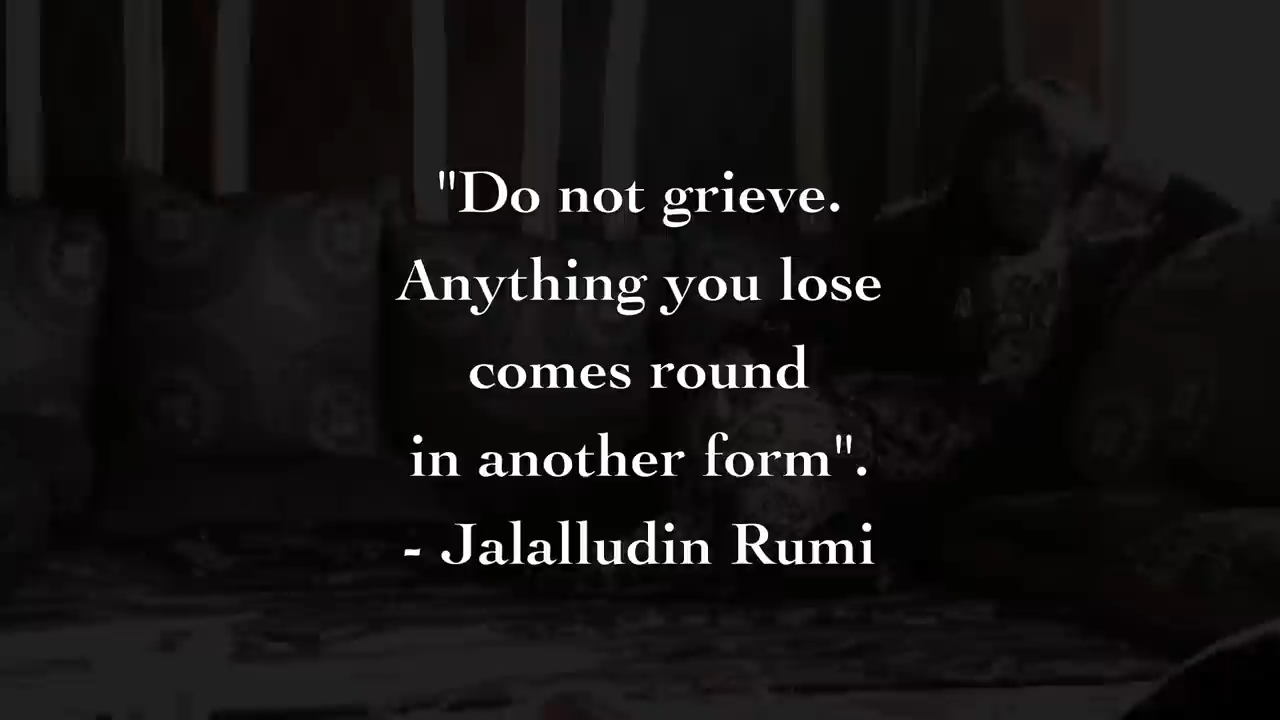 "Do not grieve.
Anything you lose
comes round
in another form".
- Jalalludin Rumi